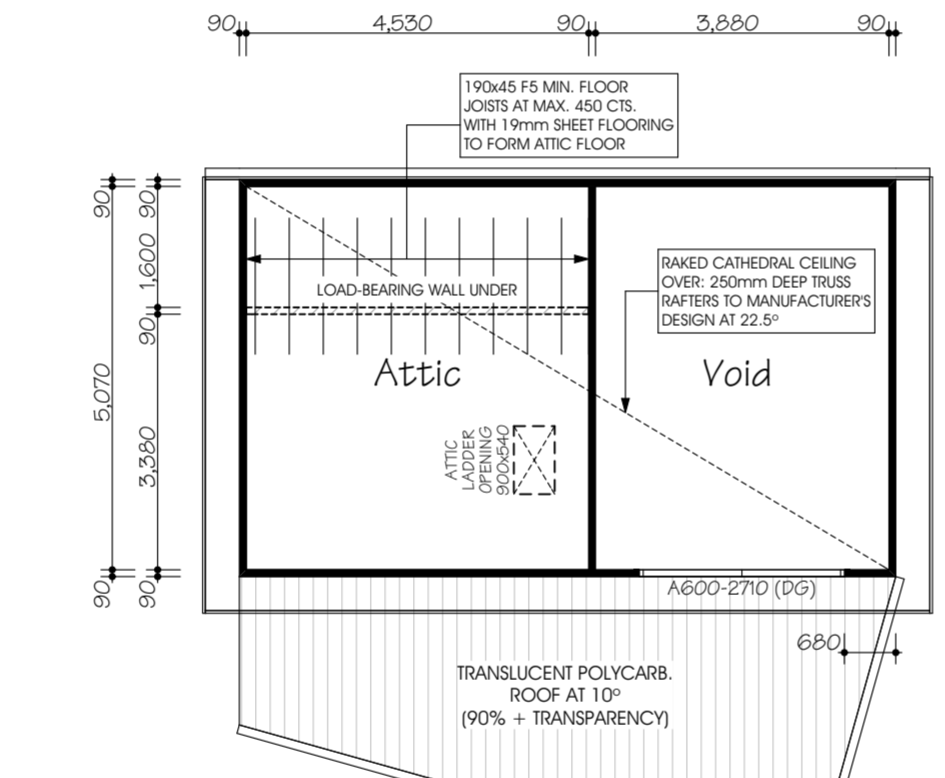 90
4,530
90
3,880
90
190x45 F5 MIN. FLOOR
JOISTS AT MAX. 450 CTS.
WITH 19mm SHEET FLOORING
TO FORM ATTIC FLOOR
90
90
1,600
90
5,070
3,380
90
90
LOAD-BEARING WALL UNDER
RAKED CATHEDRAL CEILING
OVER: 250mm DEEP TRUSS
RAFTERS TO MANUFACTURER'S
DESIGN AT 22.5°
Attic
Void
ATTIC
LADDER
OPENING
900x540
A600-2710 (DG)
680
TRANSLUCENT POLYCARB.
ROOF AT 10°
(90% + TRANSPARENCY)